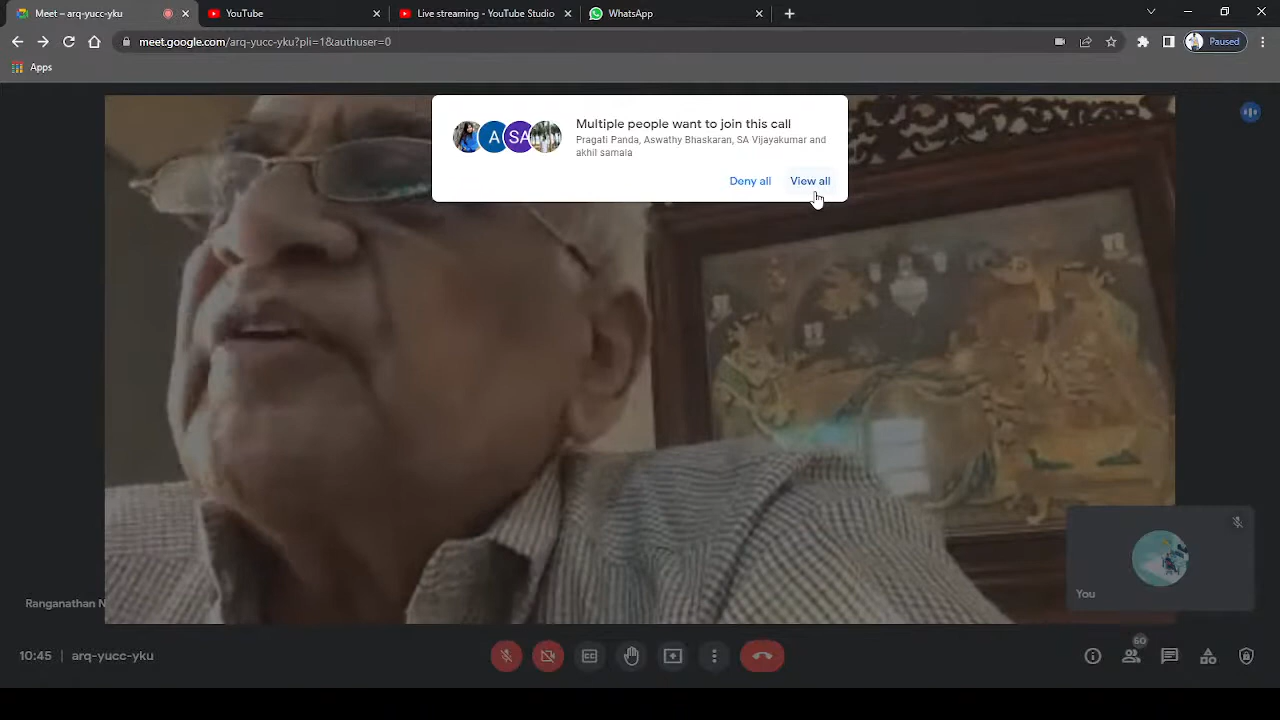 Meet – arq-yucc-yku
YouTube
Live streaming - YouTube Studio
WhatsApp
meet.google.com/arq-yucc-yku?pli=1&authuser=0
Paused
Apps
A
SA
Multiple people want to join this call
Pragati Panda, Aswathy Bhaskaran, SA Vijayakumar and
akhil samala
Deny all
View all
You
Ranganathan N
60
10:45 | arq-yucc-yku